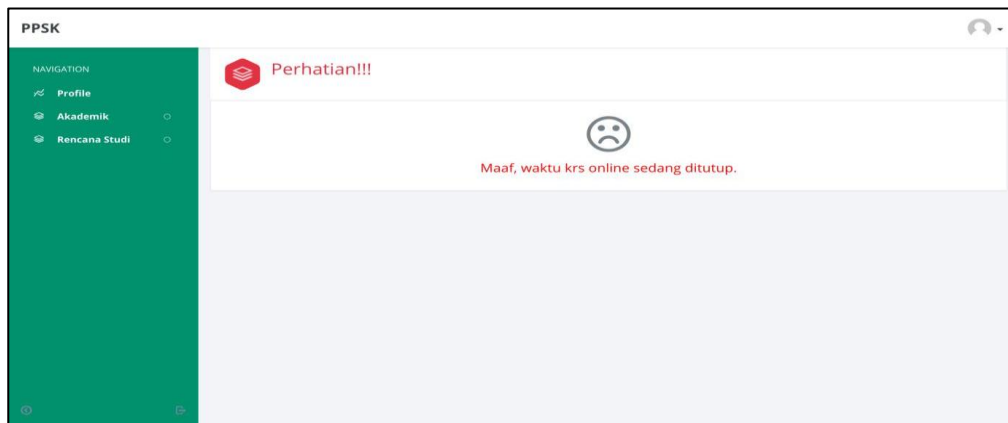 PPSK
NAVIGATION
Profile
Akademik
Rencana Studi
Perhatian!!!
Maaf, waktu krs online sedang ditutup.